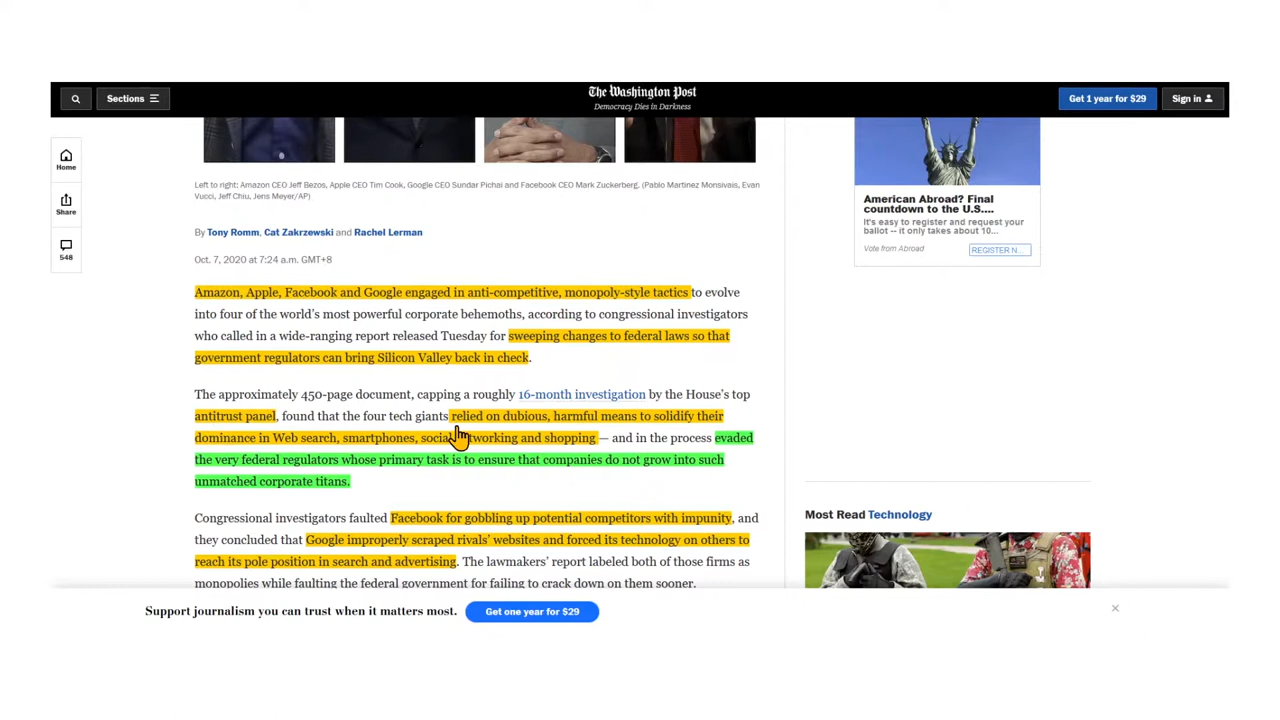 Sections
The Washington Post
Democracy Dies in Darkness
Get 1 year for $29
Sign in
Home
Share
548
Left to right: Amazon CEO Jeff Bezos, Apple CEO Tim Cook, Google CEO Sundar Pichai and Facebook CEO Mark Zuckerberg. (Pablo Martinez Monsivais, Evan
Vucci, Jeff Chiu, Jens Meyer/AP)
By Tony Romm, Cat Zakrzewski and Rachel Lerman
Oct. 7, 2020 at 7:24 a.m. GMT+8
Amazon, Apple, Facebook and Google engaged in anti-competitive, monopoly-style tactics to evolve
into four of the world's most powerful corporate behemoths, according to congressional investigators
who called in a wide-ranging report released Tuesday for sweeping changes to federal laws so that
government regulators can bring Silicon Valley back in check.
The approximately 450-page document, capping a roughly 16-month investigation by the House's top
antitrust panel, found that the four tech giants relied on dubious, harmful means to solidify their
dominance in Web search, smartphones, social networking and shopping — and in the process evaded
the very federal regulators whose primary task is to ensure that companies do not grow into such
unmatched corporate titans.
Congressional investigators faulted Facebook for gobbling up potential competitors with impunity, and
they concluded that Google improperly scraped rivals' websites and forced its technology on others to
reach its pole position in search and advertising. The lawmakers' report labeled both of those firms as
monopolies while faulting the federal government for failing to crack down on them sooner.
American Abroad? Final
countdown to the U.S....
It's easy to register and request your
ballot -- it only takes about 10...
Vote from Abroad
REGISTER N...
Most Read Technology
Support journalism you can trust when it matters most.
Get one year for $29